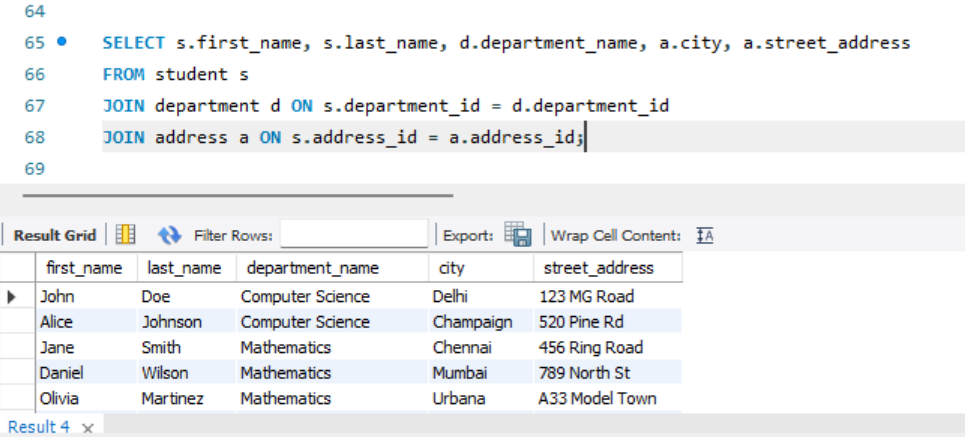 64
65 SELECT s.first_name, s.last_name, d.department_name, a.city, a.street_address
66 FROM student s
67 JOIN department d ON s.department_id = d.department_id
68 JOIN address a ON s.address_id = a.address_id;
69
Result Grid Filter Rows: Export: Wrap Cell Content: IA
first_name last_name department_name city street_address
John Doe Computer Science Delhi 123 MG Road
Alice Johnson Computer Science Champaign 520 Pine Rd
Jane Smith Mathematics Chennai 456 Ring Road
Daniel Wilson Mathematics Mumbai 789 North St
Olivia Martinez Mathematics Urbana A33 Model Town
Result 4 ×